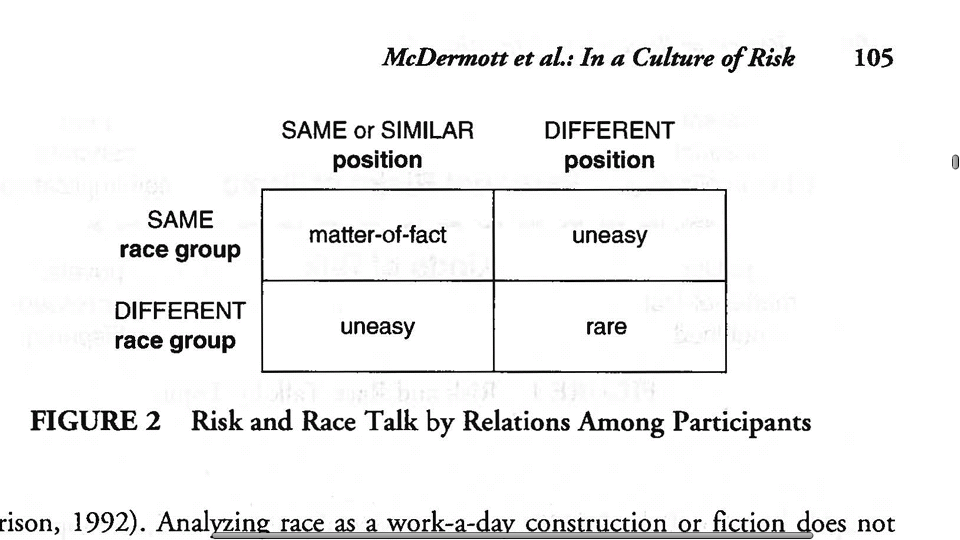 McDermott et al.: In a Culture of Risk 105
SAME or SIMILAR position
DIFFERENT position
SAME race group
matter-of-fact
uneasy
DIFFERENT race group
uneasy
rare
FIGURE 2 Risk and Race Talk by Relations Among Participants
1992). Analyzing race as a work-a-day construction or fiction does not